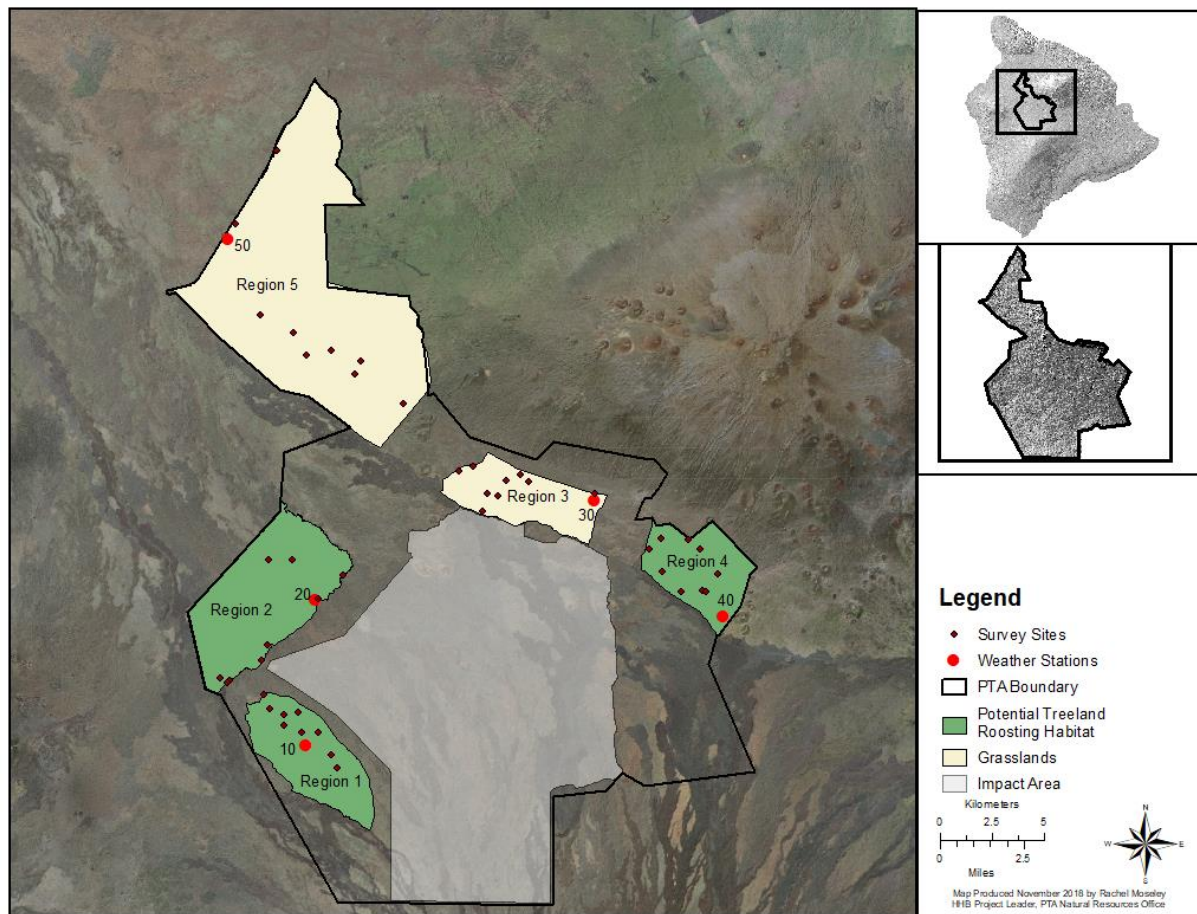 50
Region 5
Region 3
30
Region 4
40
20
Region 2
10
Region 1
Legend
Survey Sites
Weather Stations
PTA Boundary
Potential Treeland
Roosting Habitat
Grasslands
Impact Area
Kilometers
0 2.5 5
0 2.5
Miles
N
W E
S
Map Produced November 2018 by Rachel Moseley
HHB Project Leader, PTA Natural Resources Office